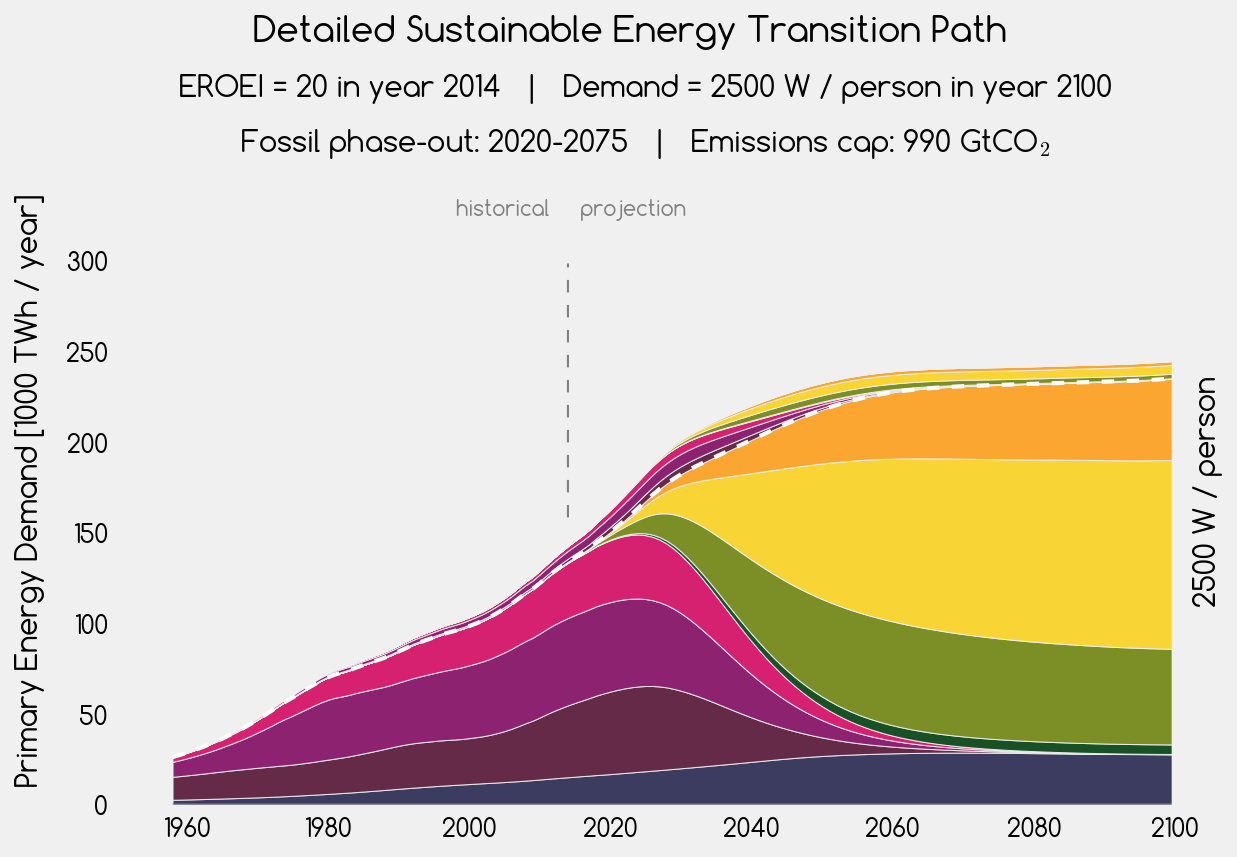 Detailed Sustainable Energy Transition Path
EROEI = 20 in year 2014 | Demand = 2500 W / person in year 2100
Fossil phase-out: 2020-2075 | Emissions cap: 990 GtCO₂
historical projection
Primary Energy Demand [1000 TWh / year]
300
250
200
150
100
50
0
2500 W / person
1960 1980 2000 2020 2040 2060 2080 2100